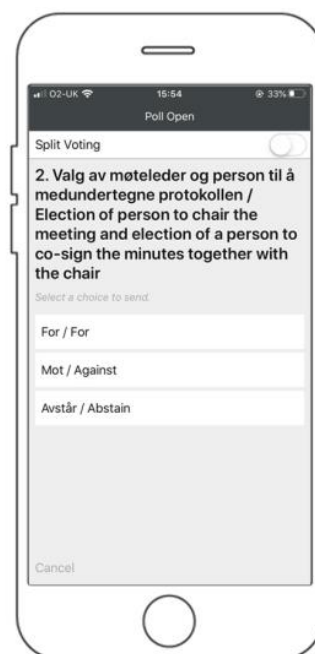 O2-UK 15:54 33%
Poll Open
Split Voting
2. Valg av møteleder og person til å
medundertegne protokollen /
Election of person to chair the
meeting and election of a person to
co-sign the minutes together with
the chair
Select a choice to send.
For / For
Mot / Against
Avstår / Abstain
Cancel